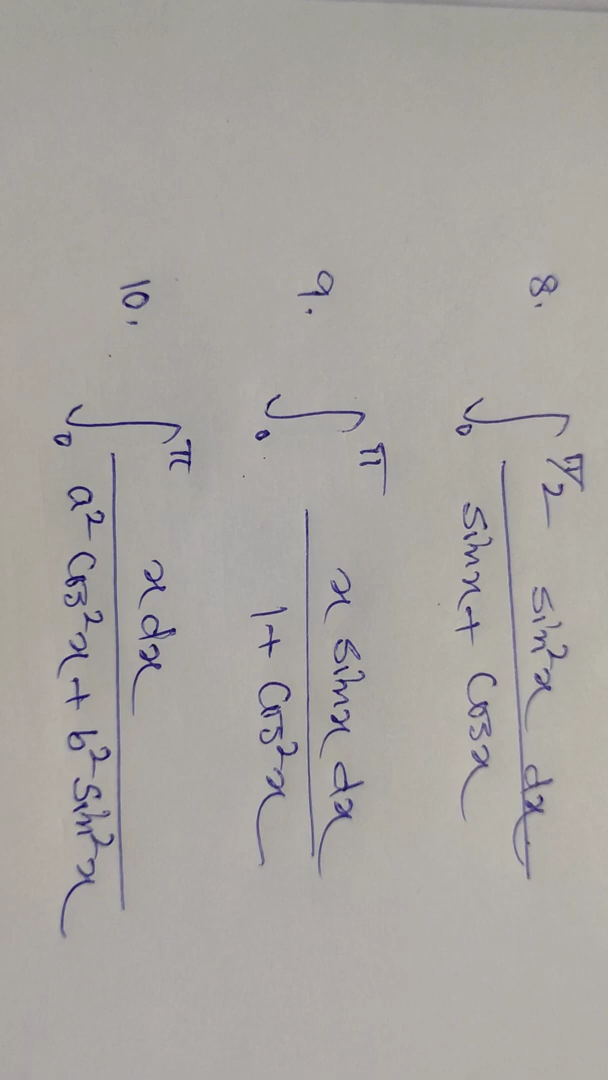 8. ∫₀^{π/2} sin²x dx / (sinx + cosx)
9. ∫₀^{π} x sinx dx / (1 + cos²x)
10. ∫₀^{π} x dx / (a² cos²x + b² sin²x)